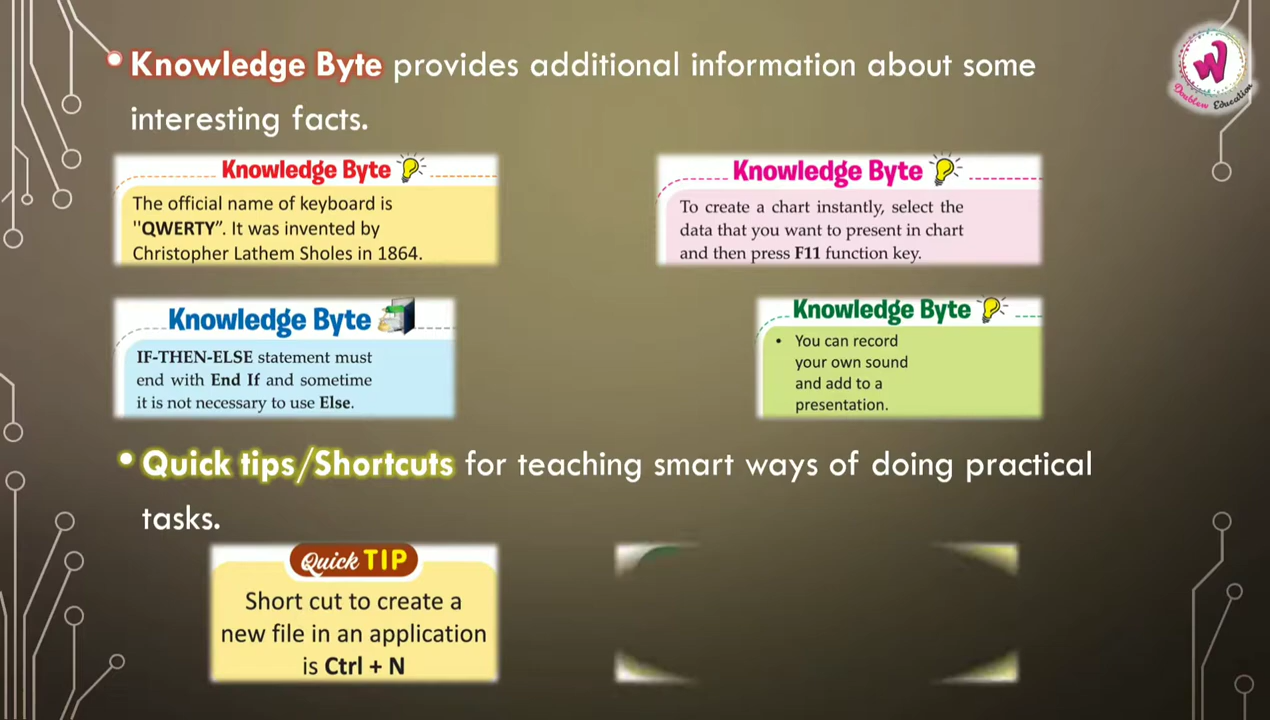 • Knowledge Byte provides additional information about some
interesting facts.
Knowledge Byte
The official name of keyboard is
"QWERTY”. It was invented by
Christopher Lathem Sholes in 1864.
Knowledge Byte
To create a chart instantly, select the
data that you want to present in chart
and then press F11 function key.
Knowledge Byte
IF-THEN-ELSE statement must
end with End If and sometime
it is not necessary to use Else.
Knowledge Byte
• You can record
your own sound
and add to a
presentation.
• Quick tips/Shortcuts for teaching smart ways of doing practical
tasks.
Quick TIP
Short cut to create a
new file in an application
is Ctrl + N
W
Doublew Education